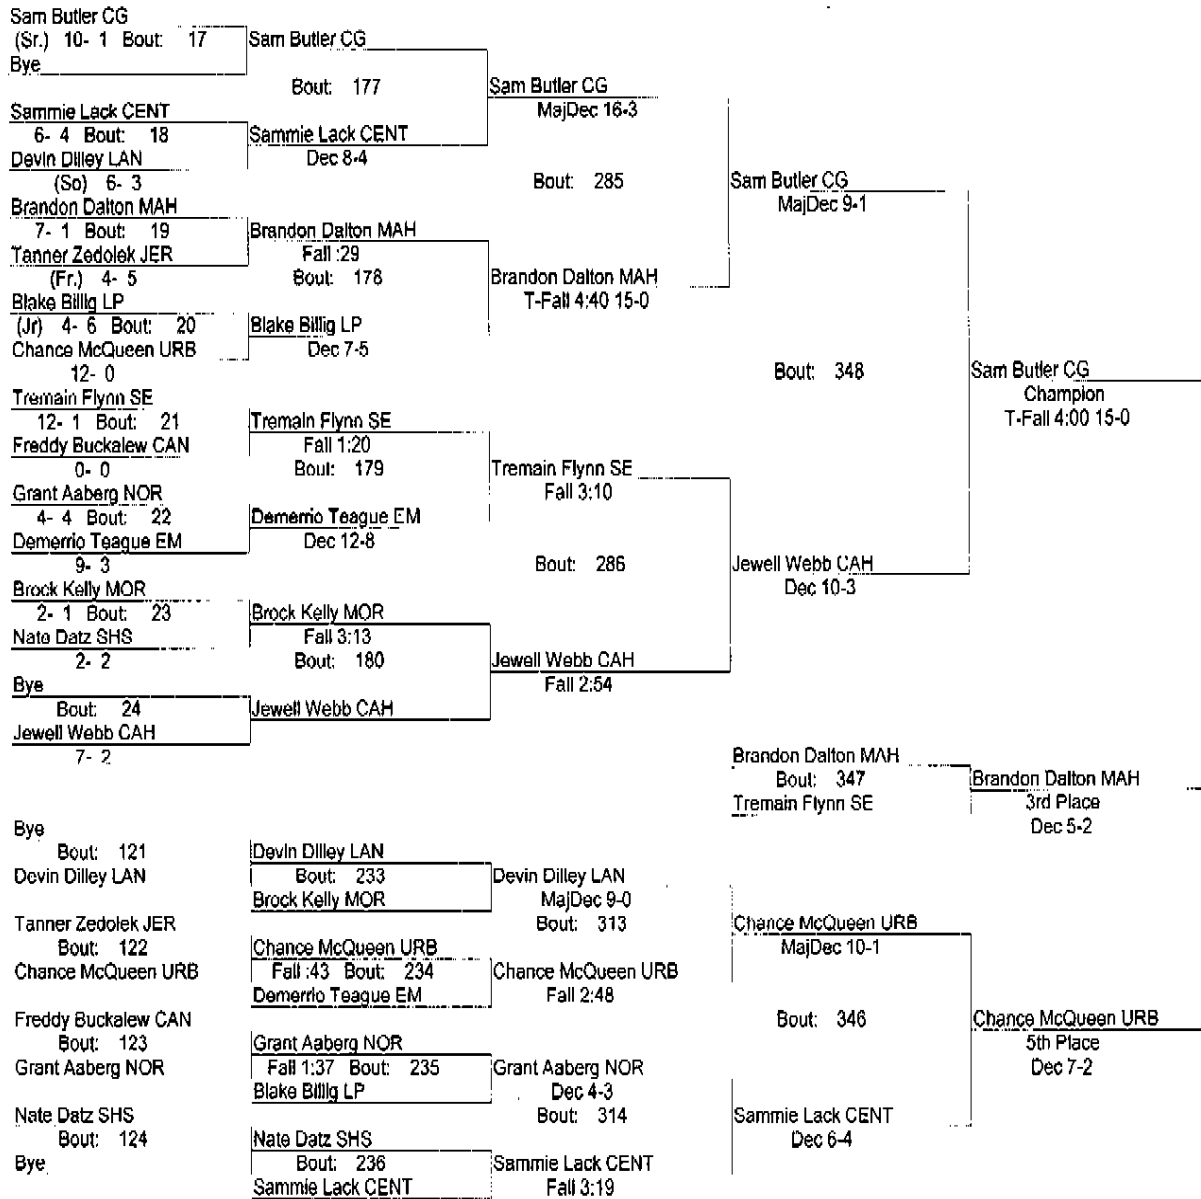 Sam Butler CG
(Sr.) 10- 1 Bout: 17
Bye
Sammie Lack CENT
6- 4 Bout: 18
Devin Dilley LAN
(So) 6- 3
Brandon Dalton MAH
7- 1 Bout: 19
Tanner Zedolek JER
(Fr.) 4- 5
Blake Billig LP
(Jr) 4- 6 Bout: 20
Chance McQueen URB
12- 0
Tremain Flynn SE
12- 1 Bout: 21
Freddy Buckalew CAN
0- 0
Grant Aaberg NOR
4- 4 Bout: 22
Demerrio Teague EM
9- 3
Brock Kelly MOR
2- 1 Bout: 23
Nate Datz SHS
2- 2
Bye
Bout: 24
Jewell Webb CAH
7- 2
Sam Butler CG
Bout: 177
Sammie Lack CENT
Dec 8-4
Brandon Dalton MAH
Fall :29
Bout: 178
Blake Billig LP
Dec 7-5
Tremain Flynn SE
Fall 1:20
Bout: 179
Demerrio Teague EM
Dec 12-8
Brock Kelly MOR
Fall 3:13
Bout: 180
Jewell Webb CAH
Sam Butler CG
MajDec 16-3
Bout: 285
Brandon Dalton MAH
T-Fall 4:40 15-0
Tremain Flynn SE
Fall 3:10
Bout: 286
Jewell Webb CAH
Fall 2:54
Sam Butler CG
MajDec 9-1
Bout: 348
Jewell Webb CAH
Dec 10-3
Sam Butler CG
Champion
T-Fall 4:00 15-0
Brandon Dalton MAH
Bout: 347
Tremain Flynn SE
Brandon Dalton MAH
3rd Place
Dec 5-2
Bye
Bout: 121
Devin Dilley LAN
Tanner Zedolek JER
Bout: 122
Chance McQueen URB
Freddy Buckalew CAN
Bout: 123
Grant Aaberg NOR
Nate Datz SHS
Bout: 124
Bye
Devin Dilley LAN
Bout: 233
Brock Kelly MOR
Chance McQueen URB
Fall :43 Bout: 234
Demerrio Teague EM
Grant Aaberg NOR
Fall 1:37 Bout: 235
Blake Billig LP
Nate Datz SHS
Bout: 236
Sammie Lack CENT
Devin Dilley LAN
MajDec 9-0
Bout: 313
Chance McQueen URB
Fall 2:48
Grant Aaberg NOR
Dec 4-3
Bout: 314
Sammie Lack CENT
Fall 3:19
Chance McQueen URB
MajDec 10-1
Bout: 346
Sammie Lack CENT
Dec 6-4
Chance McQueen URB
5th Place
Dec 7-2